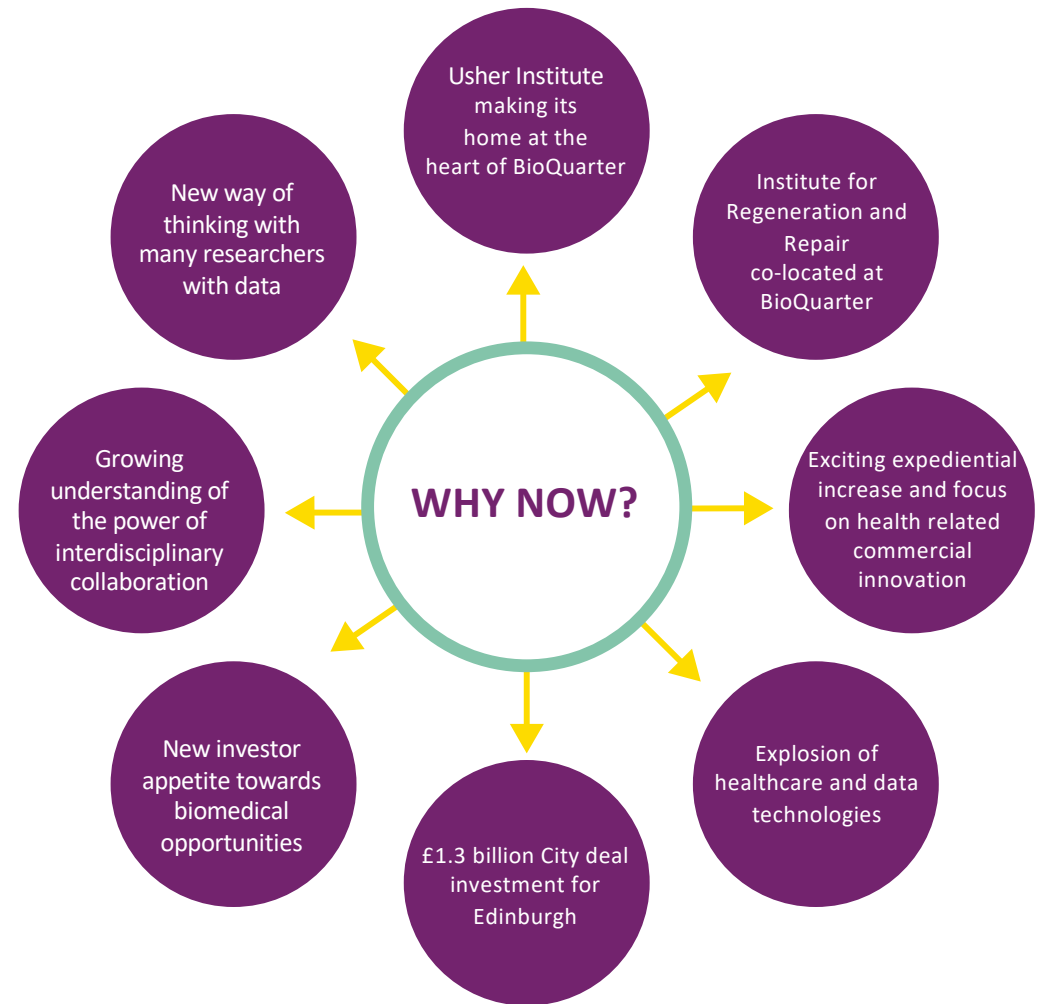 Usher Institute
making its
home at the
heart of BioQuarter
Institute for
Regeneration and
Repair
co-located at
BioQuarter
Exciting expediential
increase and focus
on health related
commercial
innovation
Explosion of
healthcare and data
technologies
£1.3 billion City deal
investment for
Edinburgh
New investor
appetite towards
biomedical
opportunities
Growing
understanding of
the power of
interdisciplinary
collaboration
New way of
thinking with
many researchers
with data
WHY NOW?